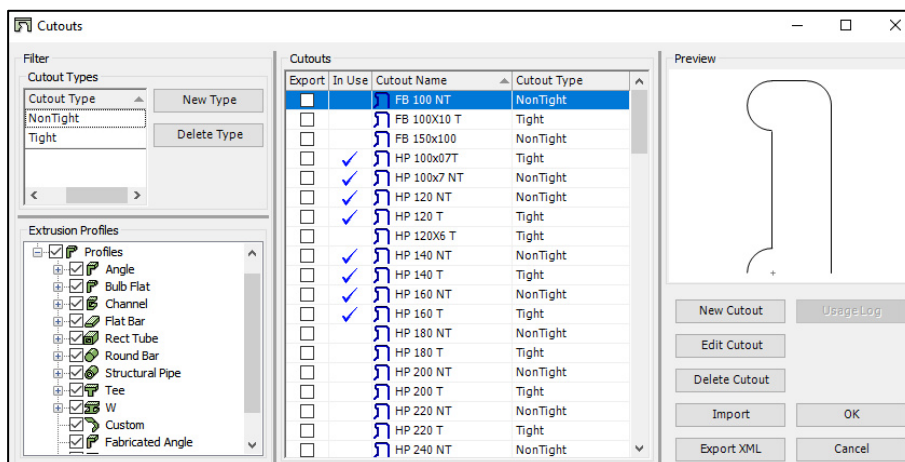 Cutouts
Filter
Cutout Types
Cutout Type
NonTight
Tight
New Type
Delete Type
Extrusion Profiles
Profiles
Angle
Bulb Flat
Channel
Flat Bar
Rect Tube
Round Bar
Structural Pipe
Tee
W
Custom
Fabricated Angle
Cutouts
Export In Use Cutout Name Cutout Type
FB 100 NT NonTight
FB 100X10 T Tight
FB 150x100 NonTight
HP 100x07T Tight
HP 100x7 NT NonTight
HP 120 NT NonTight
HP 120 T Tight
HP 120X6 T Tight
HP 140 NT NonTight
HP 140 T Tight
HP 160 NT NonTight
HP 160 T Tight
HP 180 NT NonTight
HP 180 T Tight
HP 200 NT NonTight
HP 200 T Tight
HP 220 NT NonTight
HP 220 T Tight
HP 240 NT NonTight
Preview
New Cutout Usage Log
Edit Cutout
Delete Cutout
Import OK
Export XML Cancel